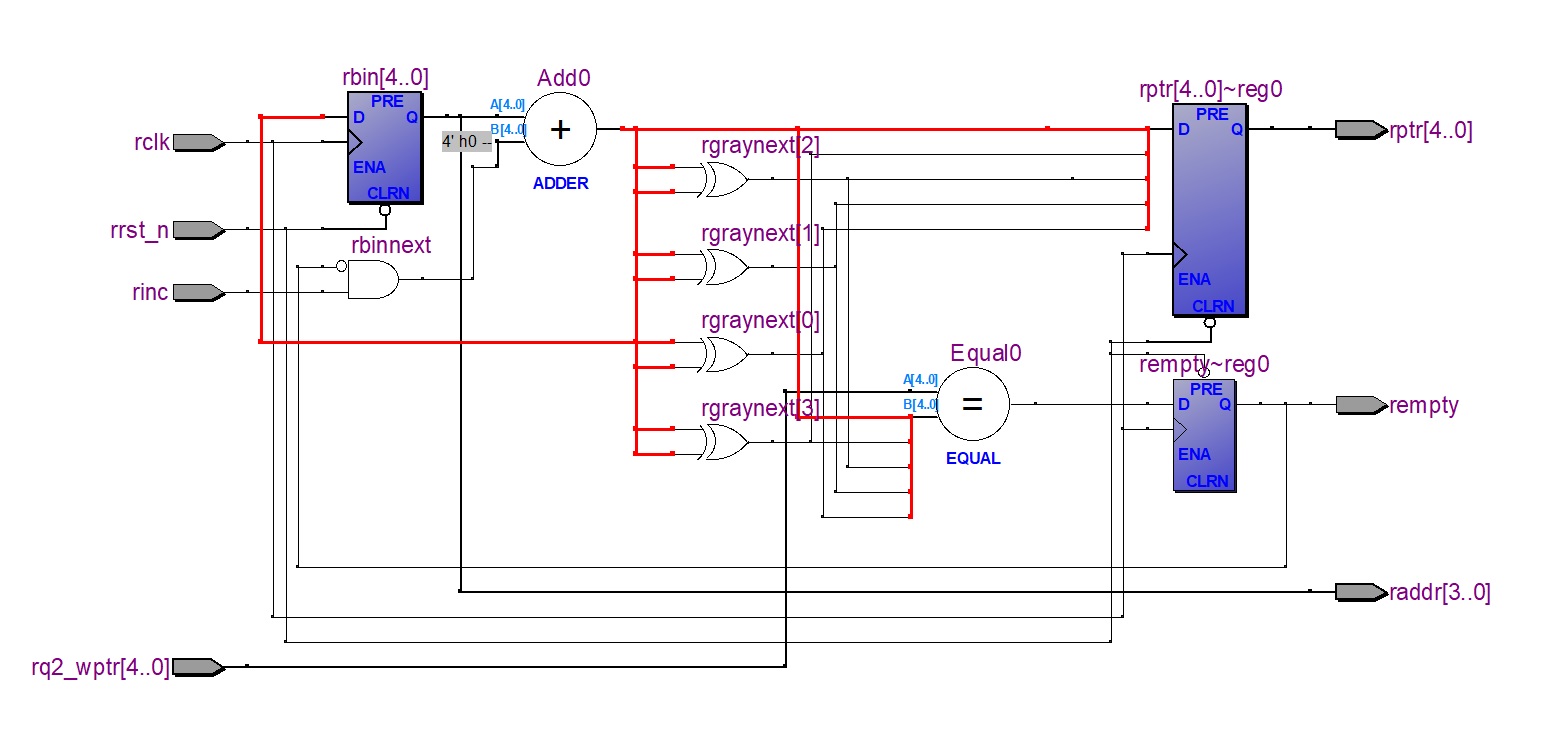 rbin[4..0]
Add0
rptr[4..0]~reg0
PRE
D
Q
ENA
CLRN
A[4..0]
B[4..0]
4' h0 --
+
ADDER
PRE
D
Q
ENA
CLRN
rclk
rrst_n
rinc
rbinnext
rgraynext[2]
rgraynext[1]
rgraynext[0]
rgraynext[3]
rptr[4..0]
Equal0
A[4..0]
B[4..0]
=
EQUAL
rempty~reg0
PRE
D
Q
ENA
CLRN
rempty
raddr[3..0]
rq2_wptr[4..0]